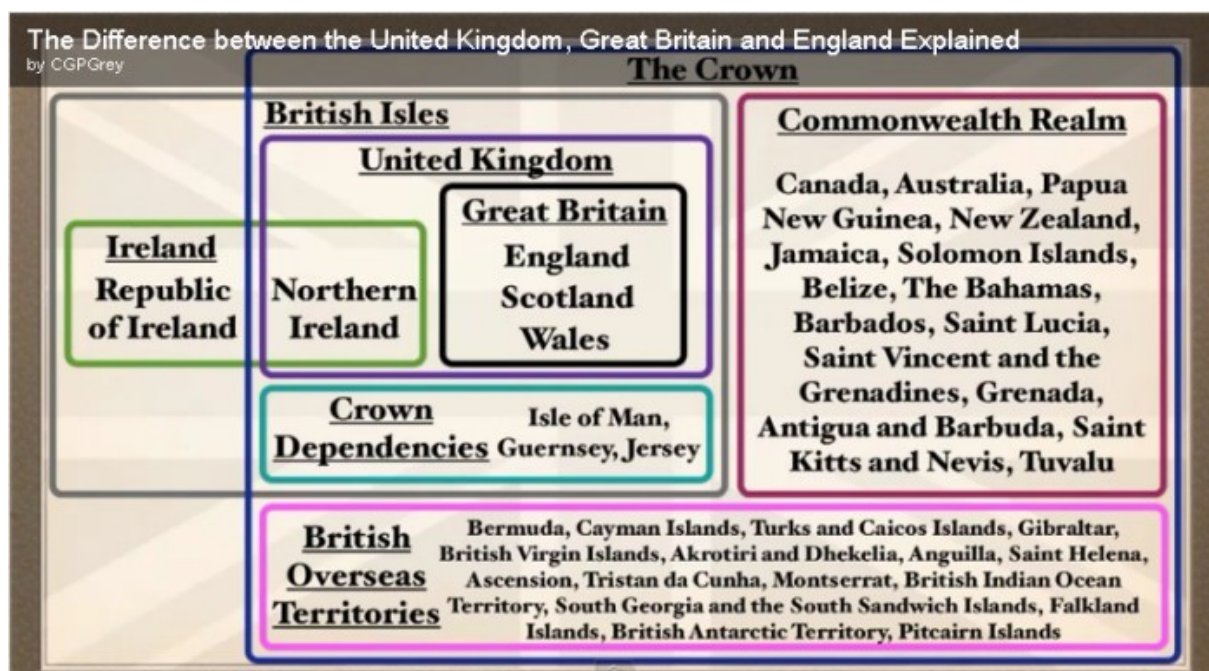 The Difference between the United Kingdom, Great Britain and England Explained
by CGPGrey
The Crown
British Isles
United Kingdom
Great Britain
England
Scotland
Wales
Ireland
Republic
of Ireland
Northern
Ireland
Crown
Dependencies
Isle of Man,
Guernsey, Jersey
Commonwealth Realm
Canada, Australia, Papua
New Guinea, New Zealand,
Jamaica, Solomon Islands,
Belize, The Bahamas,
Barbados, Saint Lucia,
Saint Vincent and the
Grenadines, Grenada,
Antigua and Barbuda, Saint
Kitts and Nevis, Tuvalu
British
Overseas
Territories
Bermuda, Cayman Islands, Turks and Caicos Islands, Gibraltar,
British Virgin Islands, Akrotiri and Dhekelia, Anguilla, Saint Helena,
Ascension, Tristan da Cunha, Montserrat, British Indian Ocean
Territory, South Georgia and the South Sandwich Islands, Falkland
Islands, British Antarctic Territory, Pitcairn Islands